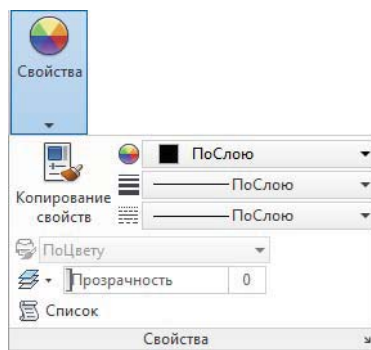 Свойства
ПоСлою
Копирование
свойств
ПоСлою
ПоСлою
ПоЦвету
Прозрачность 0
Список
Свойства